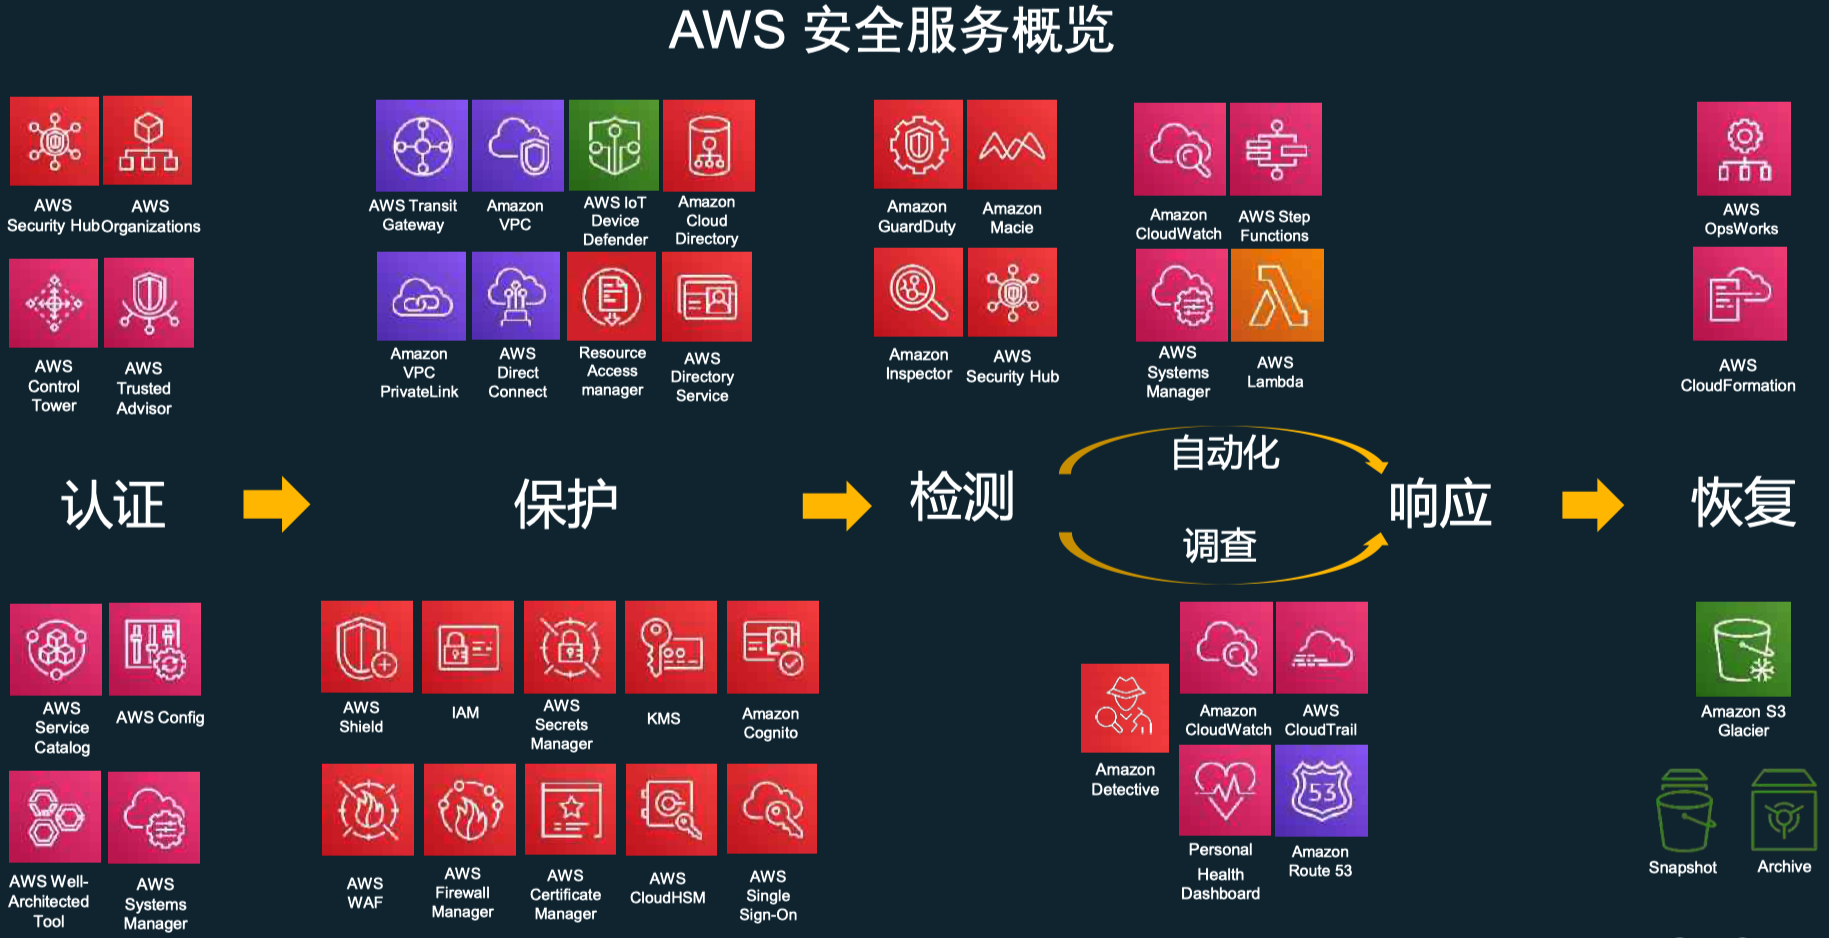 AWS 安全服务概览
AWS
Security Hub
AWS
Organizations
AWS
Control
Tower
AWS
Trusted
Advisor
AWS Transit
Gateway
Amazon
VPC
AWS IoT
Device
Defender
Amazon
Cloud
Directory
Amazon
VPC
PrivateLink
AWS
Direct
Connect
Resource
Access
manager
AWS
Directory
Service
Amazon
GuardDuty
Amazon
Macie
Amazon
Inspector
AWS
Security Hub
Amazon
CloudWatch
AWS Step
Functions
AWS
Systems
Manager
AWS
Lambda
AWS
OpsWorks
AWS
CloudFormation
认证
保护
检测
自动化
调查
响应
恢复
AWS
Service
Catalog
AWS Config
AWS Well-
Architected
Tool
AWS
Systems
Manager
AWS
Shield
IAM
AWS
Secrets
Manager
KMS
Amazon
Cognito
AWS
WAF
AWS
Firewall
Manager
AWS
Certificate
Manager
AWS
CloudHSM
AWS
Single
Sign-On
Amazon
Detective
Amazon
CloudWatch
AWS
CloudTrail
Personal
Health
Dashboard
53
Amazon
Route 53
Amazon S3
Glacier
Snapshot
Archive